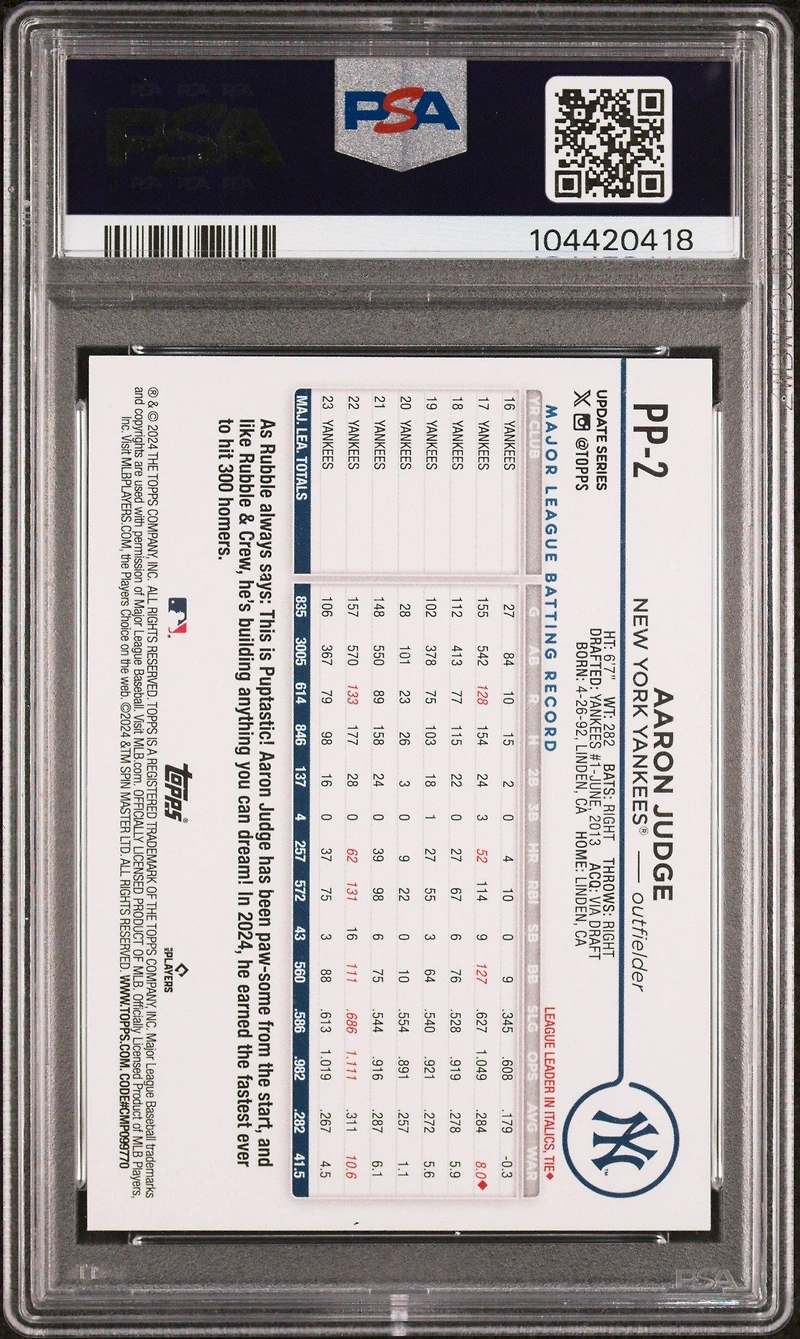 PSA
104420418
PP-2
UPDATE SERIES
@TOPPS
AARON JUDGE
NEW YORK YANKEES® — outfielder
HT: 6'7" WT: 282 BATS: RIGHT THROWS: RIGHT
DRAFTED: YANKEES #1-JUNE, 2013 ACQ: VIA DRAFT
BORN: 4-26-92, LINDEN, CA HOME: LINDEN, CA
NY
MAJOR LEAGUE BATTING RECORD
LEAGUE LEADER IN ITALICS, TIE♦
YR CLUB G AB R H 2B 3B HR RBI SB BB SLG OPS AVG WAR
16 YANKEES 27 84 10 15 2 0 4 10 0 9 .345 .608 .179 -0.3
17 YANKEES 155 542 128 154 24 3 52 114 9 127 .627 1.049 .284 8.0♦
18 YANKEES 112 413 77 115 22 0 27 67 6 76 .528 .919 .278 5.9
19 YANKEES 102 378 75 103 18 1 27 55 3 64 .540 .921 .272 5.6
20 YANKEES 28 101 23 26 3 0 9 22 0 10 .554 .891 .257 1.1
21 YANKEES 148 550 89 158 24 0 39 98 6 75 .544 .916 .287 6.1
22 YANKEES 157 570 133 177 28 0 62 131 16 111 .686 1.111 .311 10.6
23 YANKEES 106 367 79 98 16 0 37 75 3 88 .613 1.019 .267 4.5
MAJ. LEA. TOTALS 835 3005 614 846 137 4 257 572 43 560 .586 .982 .282 41.5
As Rubble always says: This is Puptastic! Aaron Judge has been paw-some from the start, and
like Rubble & Crew, he's building anything you can dream! In 2024, he earned the fastest ever
to hit 300 homers.
topps®
PLAYERS
® & © 2024 THE TOPPS COMPANY, INC. ALL RIGHTS RESERVED. TOPPS IS A REGISTERED TRADEMARK OF THE TOPPS COMPANY, INC. Major League Baseball trademarks
and copyrights are used with permission of Major League Baseball. Visit MLB.com. OFFICIALLY LICENSED PRODUCT OF MLB. Officially Licensed Product of MLB Players,
Inc. Visit MLBPLAYERS.COM, the Players Choice on the web. ©2024 &TM SPIN MASTER LTD. ALL RIGHTS RESERVED. WWW.TOPPS.COM. CODE#CMP099770
PSA